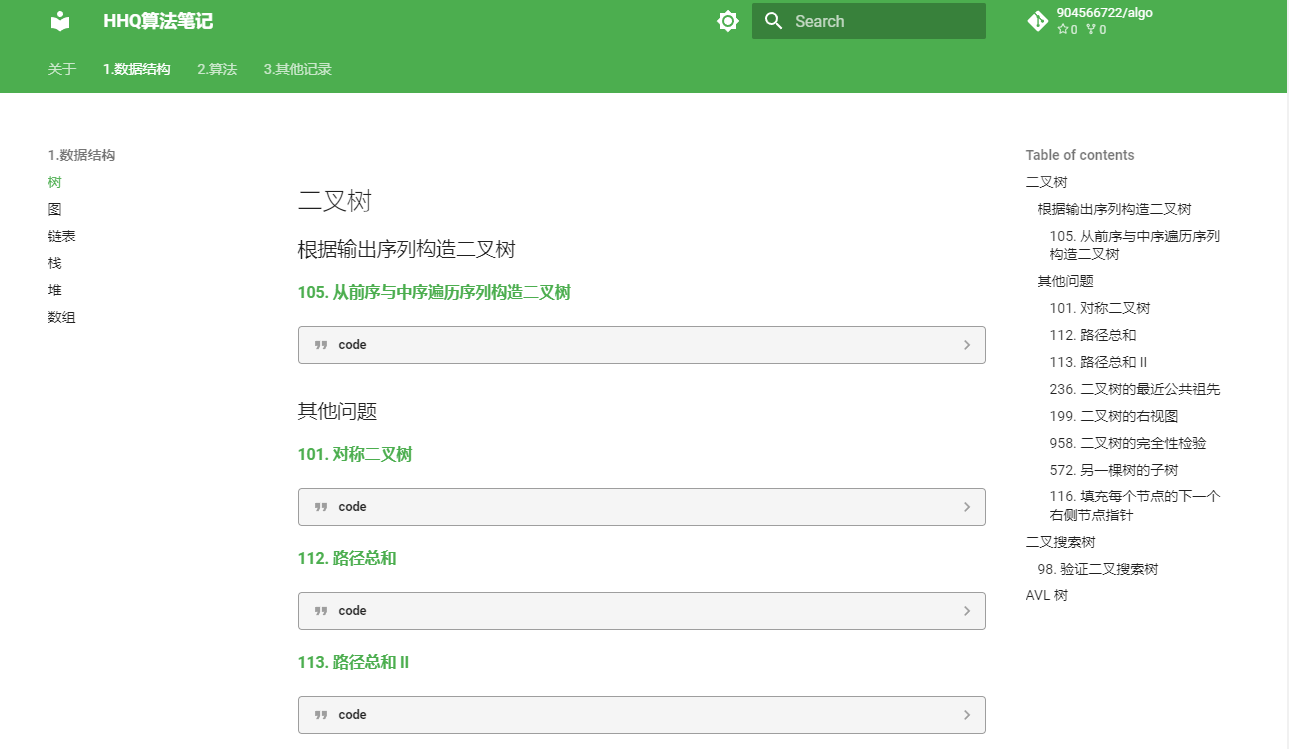 HHQ算法笔记
Search
904566722/algo
0 0
关于 1.数据结构 2.算法 3.其他记录
1.数据结构
树
图
链表
栈
堆
数组
二叉树
根据输出序列构造二叉树
105. 从前序与中序遍历序列构造二叉树
code
其他问题
101. 对称二叉树
code
112. 路径总和
code
113. 路径总和 II
code
Table of contents
二叉树
根据输出序列构造二叉树
105. 从前序与中序遍历序列
构造二叉树
其他问题
101. 对称二叉树
112. 路径总和
113. 路径总和 II
236. 二叉树的最近公共祖先
199. 二叉树的右视图
958. 二叉树的完全性检验
572. 另一棵树的子树
116. 填充每个节点的下一个
右侧节点指针
二叉搜索树
98. 验证二叉搜索树
AVL 树